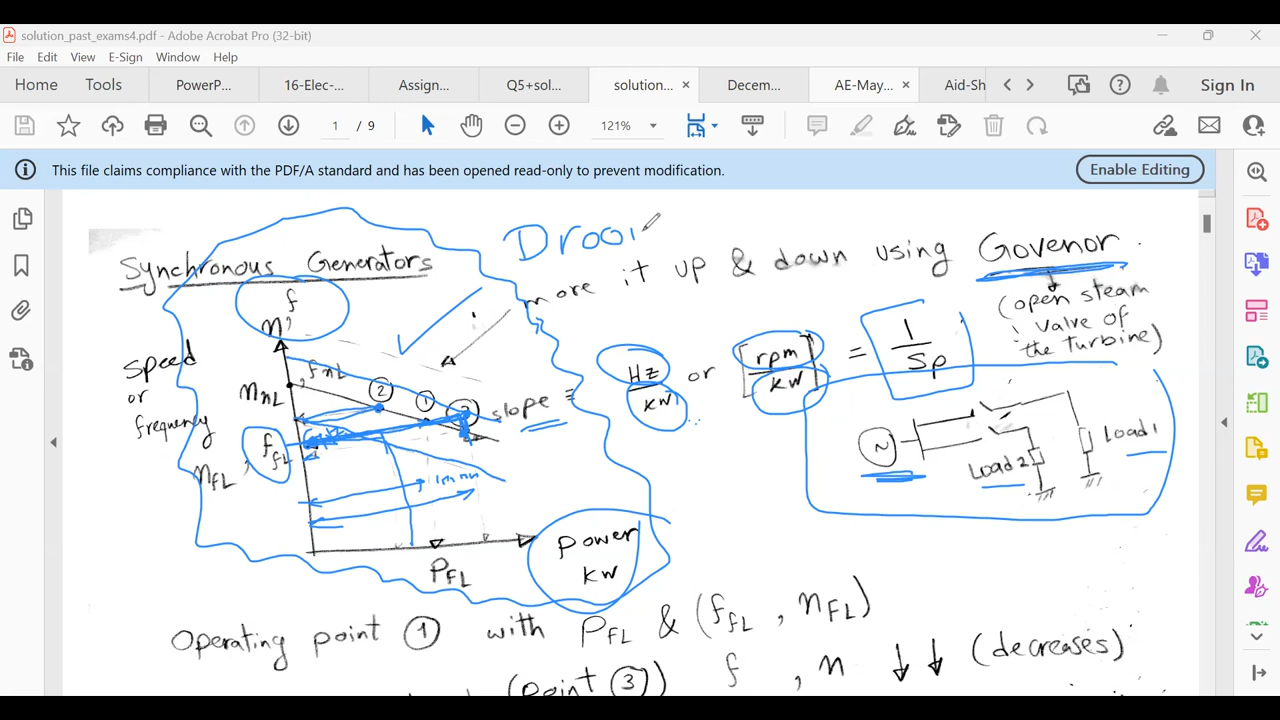 solution_past_exams4.pdf - Adobe Acrobat Pro (32-bit)
File Edit View E-Sign Window Help
Home Tools PowerP... 16-Elec-... Assign... Q5+sol... solution... × Decem... AE-May... × Aid-Sh Sign In
1 / 9 121%
This file claims compliance with the PDF/A standard and has been opened read-only to prevent modification. Enable Editing
Drooi
Synchronous Generators
it up & down using Govenor
(open steam
valve of
the turbine)
f
n,
speed
or
frequency
n_NL , f_NL
2 1 3
slope ≡ Hz/kW or [rpm/kW] = 1/Sp
n_FL , f_FL
Load 2 Load 1
~
power
kW
P_FL
Operating point ① with P_FL & (f_FL , n_FL)
(point ③) f , n ↓ ↓ (decreases)